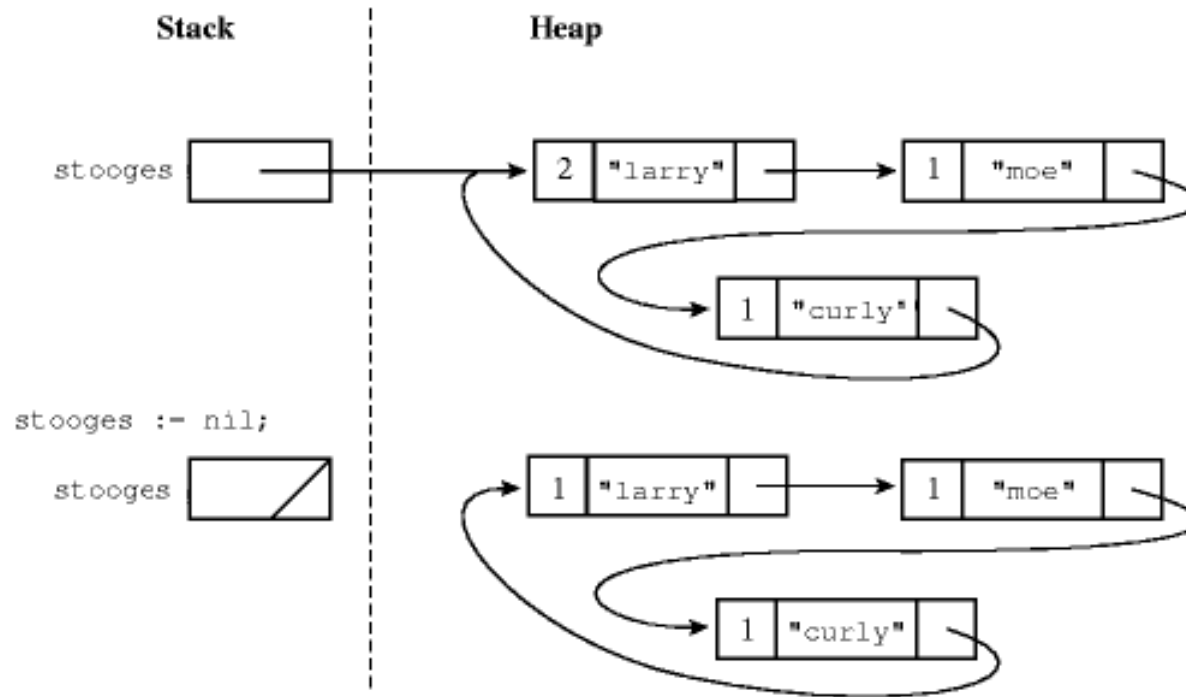 Stack Heap
stooges 2 "larry" 1 "moe"
1 "curly"
stooges := nil;
stooges 1 "larry" 1 "moe"
1 "curly"